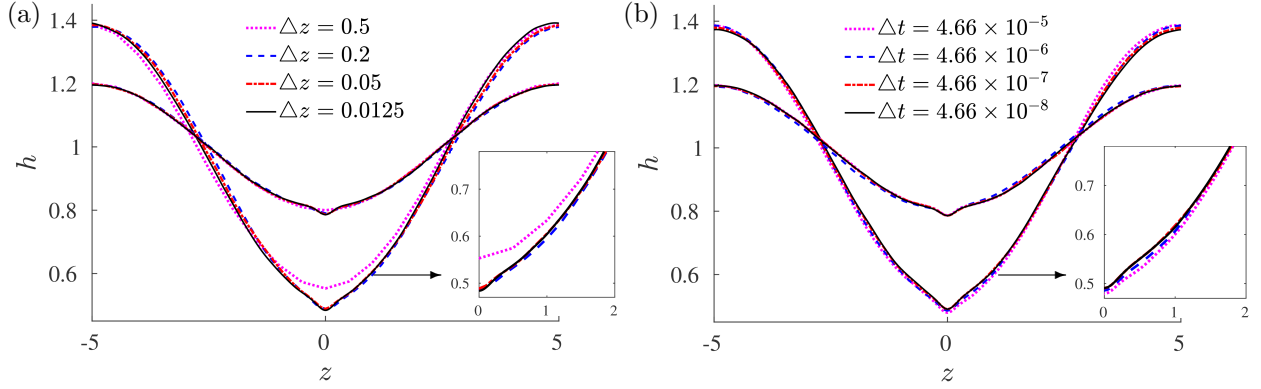 (a)
h
1.4
1.2
1
0.8
0.6
△z = 0.5
△z = 0.2
△z = 0.05
△z = 0.0125
0.7
0.6
0.5
0
1
2
-5
0
5
z
(b)
h
1.4
1.2
1
0.8
0.6
△t = 4.66 × 10⁻⁵
△t = 4.66 × 10⁻⁶
△t = 4.66 × 10⁻⁷
△t = 4.66 × 10⁻⁸
0.7
0.6
0.5
0
1
2
-5
0
5
z